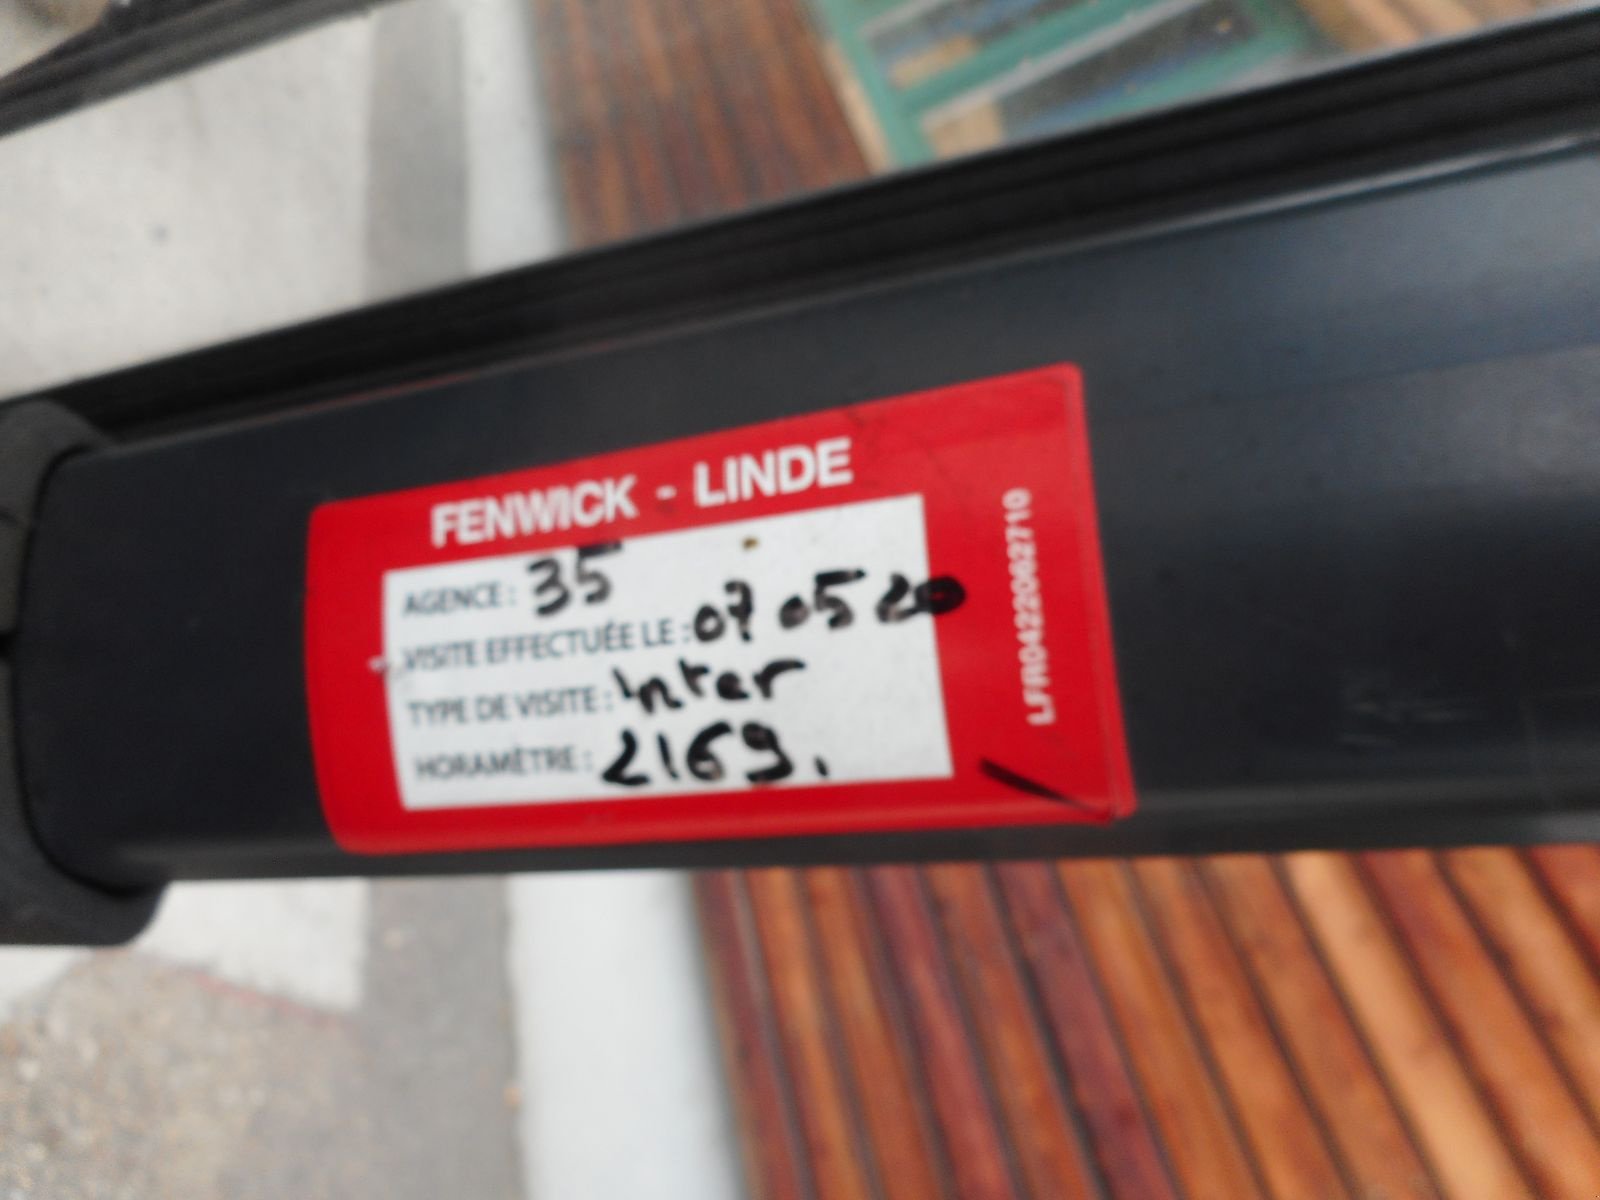 FENWICK - LINDE
AGENCE : 35
VISITE EFFECTUÉE LE : 07 05 20
TYPE DE VISITE : Inter
HORAMÈTRE : 2169.
LFR0422062710